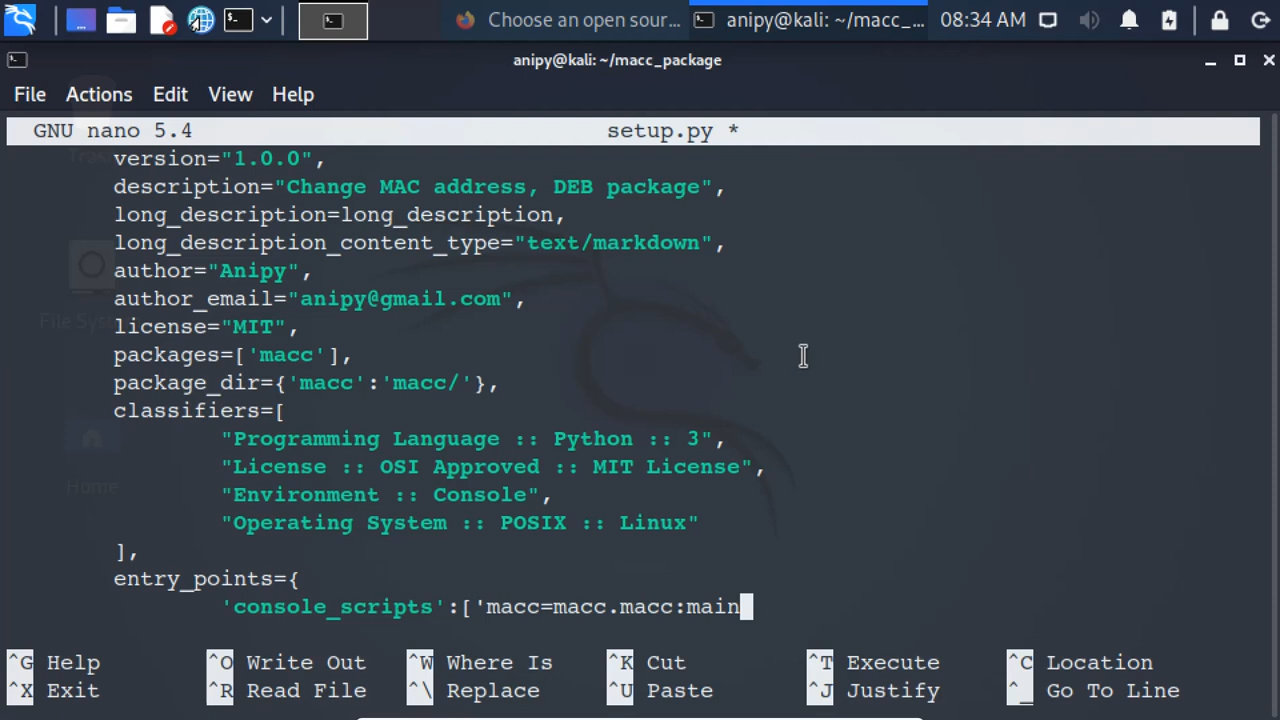 Choose an open sour...
anipy@kali: ~/macc_...
08:34 AM
anipy@kali: ~/macc_package
File Actions Edit View Help
GNU nano 5.4 setup.py *
version="1.0.0",
description="Change MAC address, DEB package",
long_description=long_description,
long_description_content_type="text/markdown",
author="Anipy",
author_email="anipy@gmail.com",
license="MIT",
packages=['macc'],
package_dir={'macc':'macc/'},
classifiers=[
"Programming Language :: Python :: 3",
"License :: OSI Approved :: MIT License",
"Environment :: Console",
"Operating System :: POSIX :: Linux"
],
entry_points={
'console_scripts':['macc=macc.macc:main
File Sys
Home
^G Help ^O Write Out ^W Where Is ^K Cut ^T Execute ^C Location
^X Exit ^R Read File ^\ Replace ^U Paste ^J Justify ^_ Go To Line